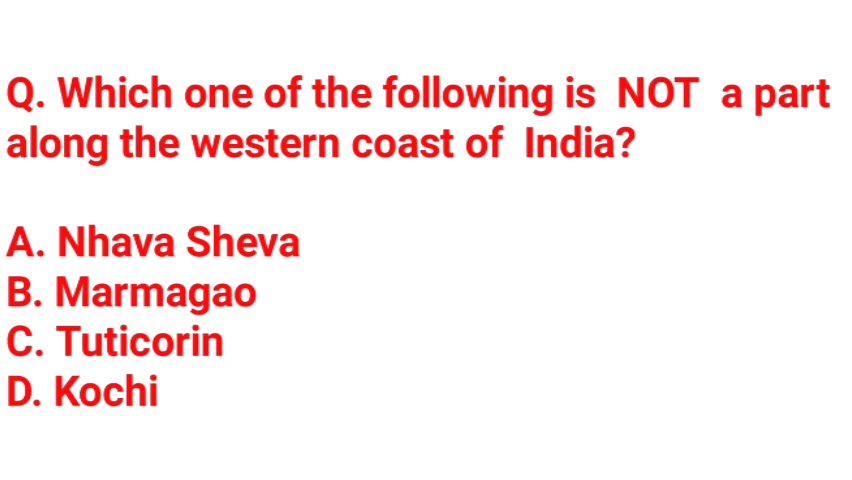 Q. Which one of the following is NOT a part
along the western coast of India?
A. Nhava Sheva
B. Marmagao
C. Tuticorin
D. Kochi